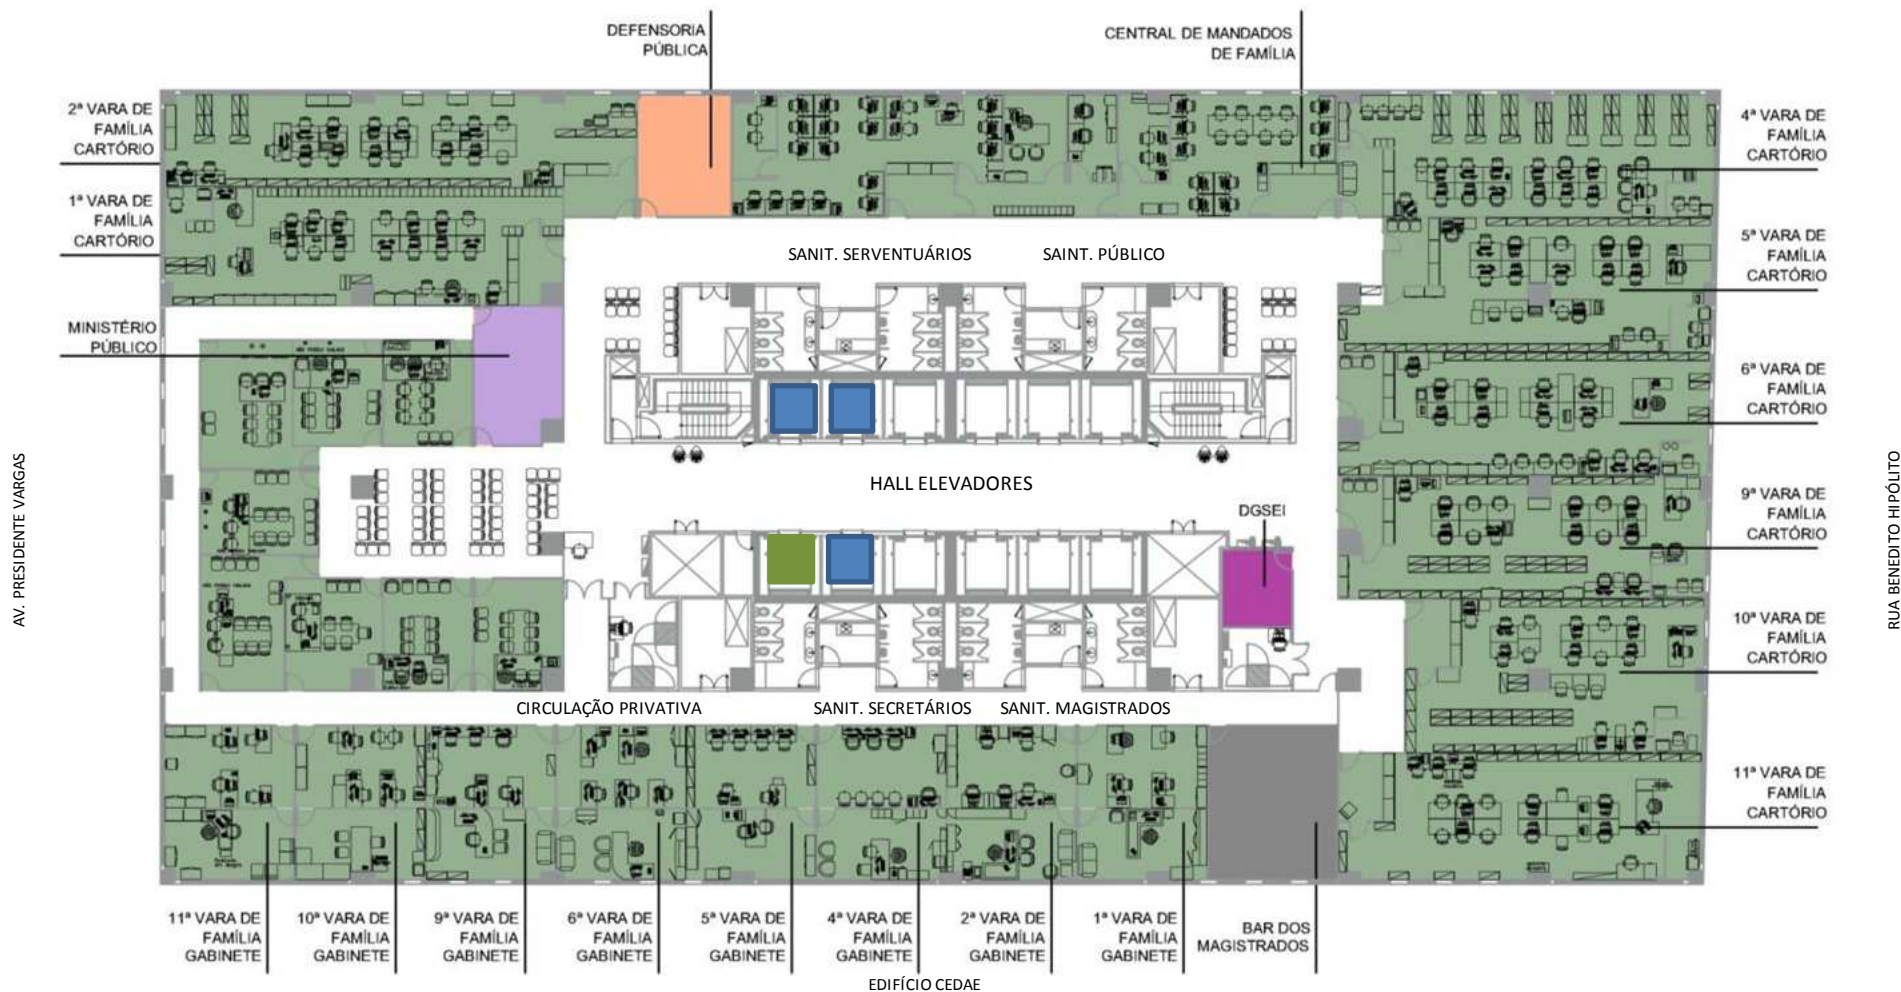 DEFENSORIA
PÚBLICA
CENTRAL DE MANDADOS
DE FAMÍLIA
2ª VARA DE
FAMÍLIA
CARTÓRIO
1ª VARA DE
FAMÍLIA
CARTÓRIO
MINISTÉRIO
PÚBLICO
4ª VARA DE
FAMÍLIA
CARTÓRIO
5ª VARA DE
FAMÍLIA
CARTÓRIO
6ª VARA DE
FAMÍLIA
CARTÓRIO
9ª VARA DE
FAMÍLIA
CARTÓRIO
10ª VARA DE
FAMÍLIA
CARTÓRIO
11ª VARA DE
FAMÍLIA
CARTÓRIO
SANIT. SERVENTUÁRIOS
SAINT. PÚBLICO
HALL ELEVADORES
DGSEI
CIRCULAÇÃO PRIVATIVA
SANIT. SECRETÁRIOS
SANIT. MAGISTRADOS
AV. PRESIDENTE VARGAS
RUA BENEDITO HIPÓLITO
11ª VARA DE
FAMÍLIA
GABINETE
10ª VARA DE
FAMÍLIA
GABINETE
9ª VARA DE
FAMÍLIA
GABINETE
6ª VARA DE
FAMÍLIA
GABINETE
5ª VARA DE
FAMÍLIA
GABINETE
4ª VARA DE
FAMÍLIA
GABINETE
2ª VARA DE
FAMÍLIA
GABINETE
1ª VARA DE
FAMÍLIA
GABINETE
BAR DOS
MAGISTRADOS
EDIFÍCIO CEDAE